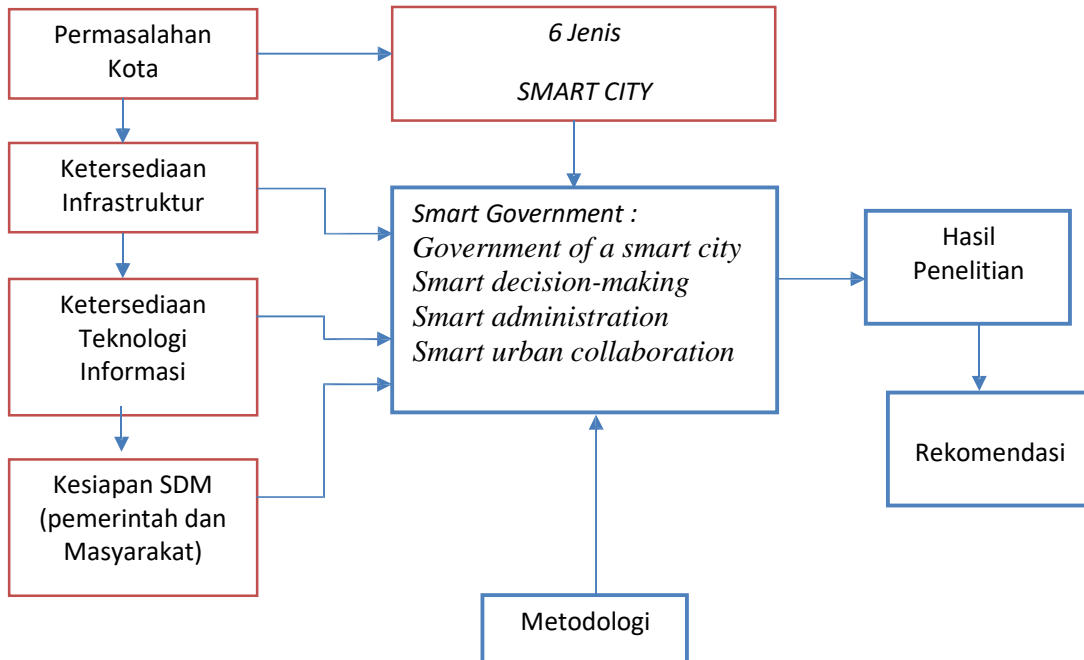 Permasalahan
Kota
6 Jenis
SMART CITY
Ketersediaan
Infrastruktur
Smart Government :
Government of a smart city
Smart decision-making
Smart administration
Smart urban collaboration
Hasil
Penelitian
Ketersediaan
Teknologi
Informasi
Rekomendasi
Kesiapan SDM
(pemerintah dan
Masyarakat)
Metodologi